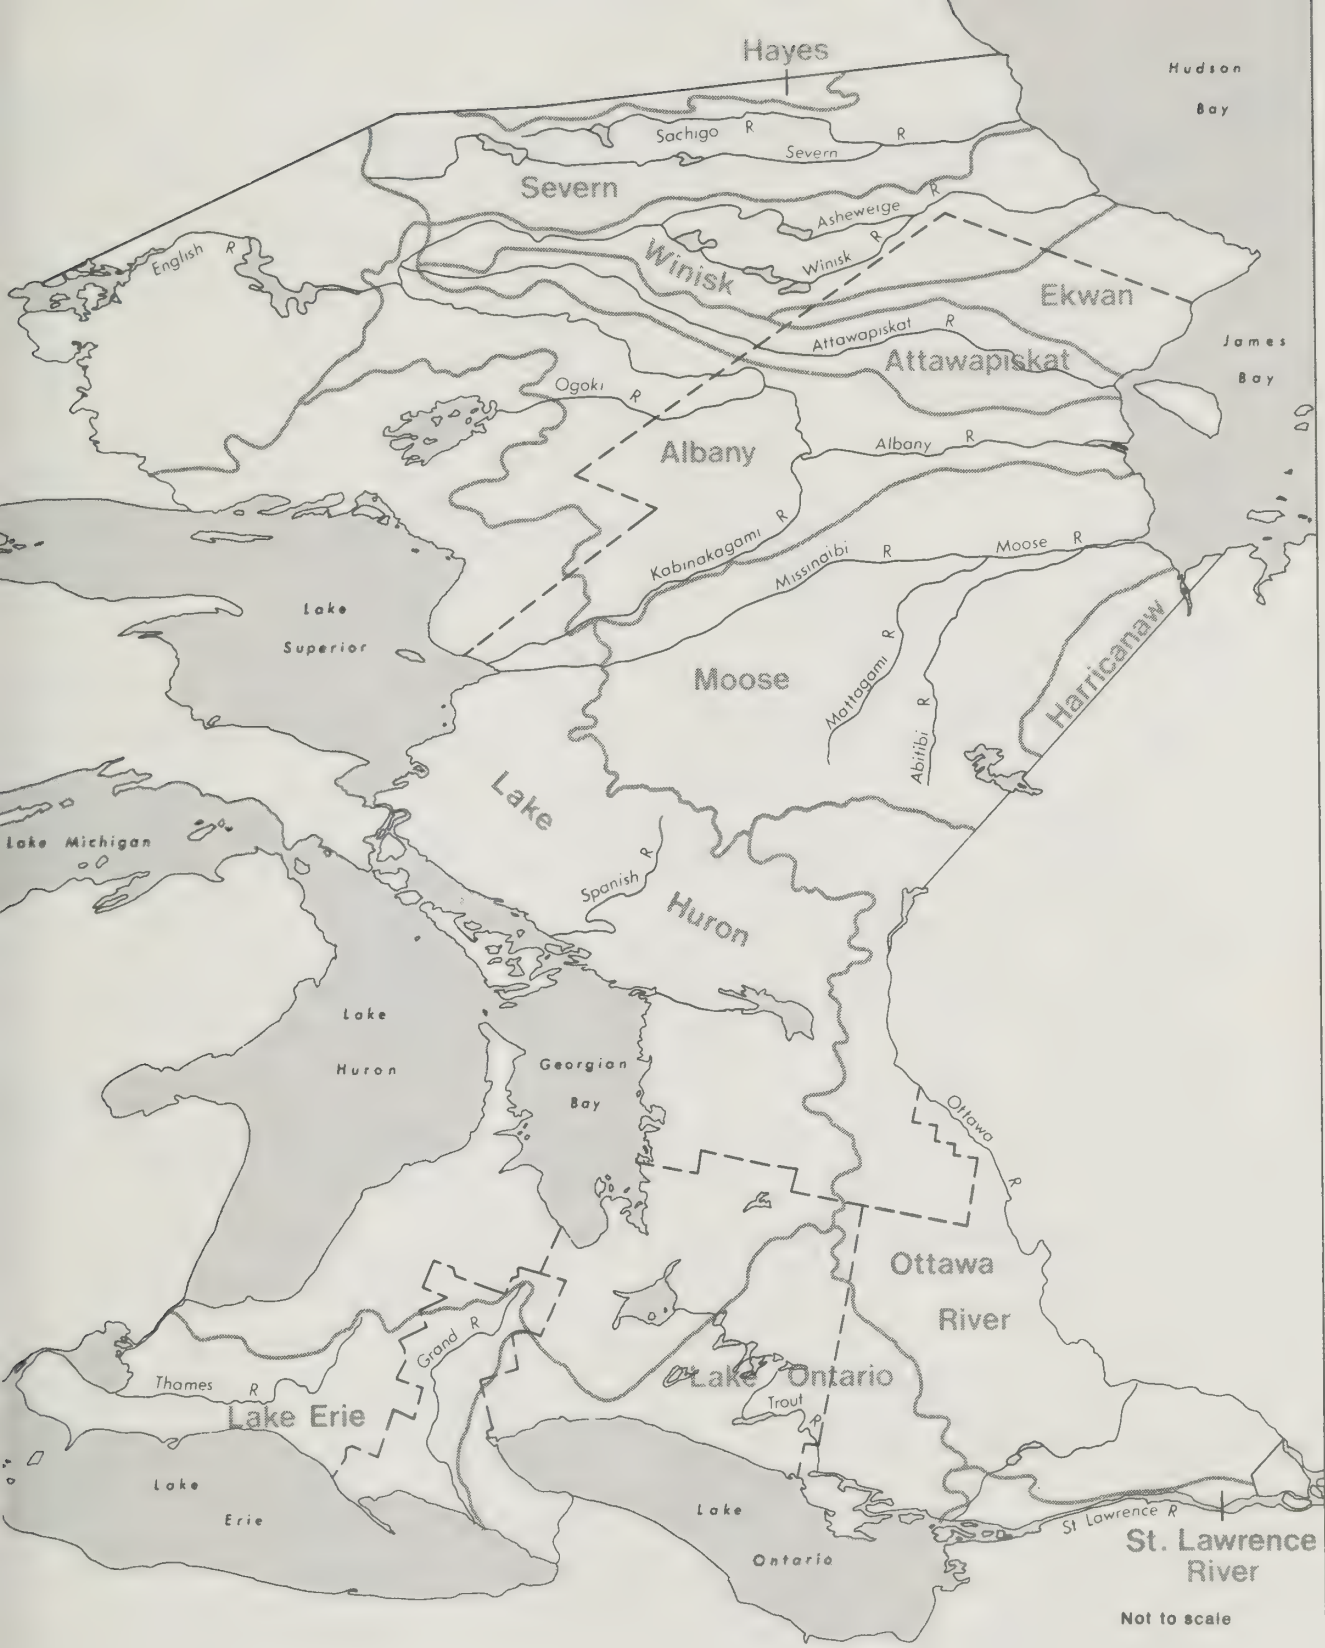 Hayes
Hudson
Bay
Sachigo R
R
Severn
Severn
Asheweige R
English R
Winisk
Winisk R
Ekwan
Attawapiskat R
Attawapiskat
James
Bay
Ogoki R
Albany
Albany R
Kabinakagami R
Missinaibi R
Moose R
Lake
Superior
Moose
Mattagami R
Abitibi R
Harricanaw
Lake
Huron
Lake Michigan
Spanish R
Lake
Huron
Georgian
Bay
Ottawa R
Ottawa
River
Grand R
Thames R
Lake Erie
Lake Ontario
Trout R
Lake
Erie
Lake
Ontario
St Lawrence R
St. Lawrence
River
Not to scale